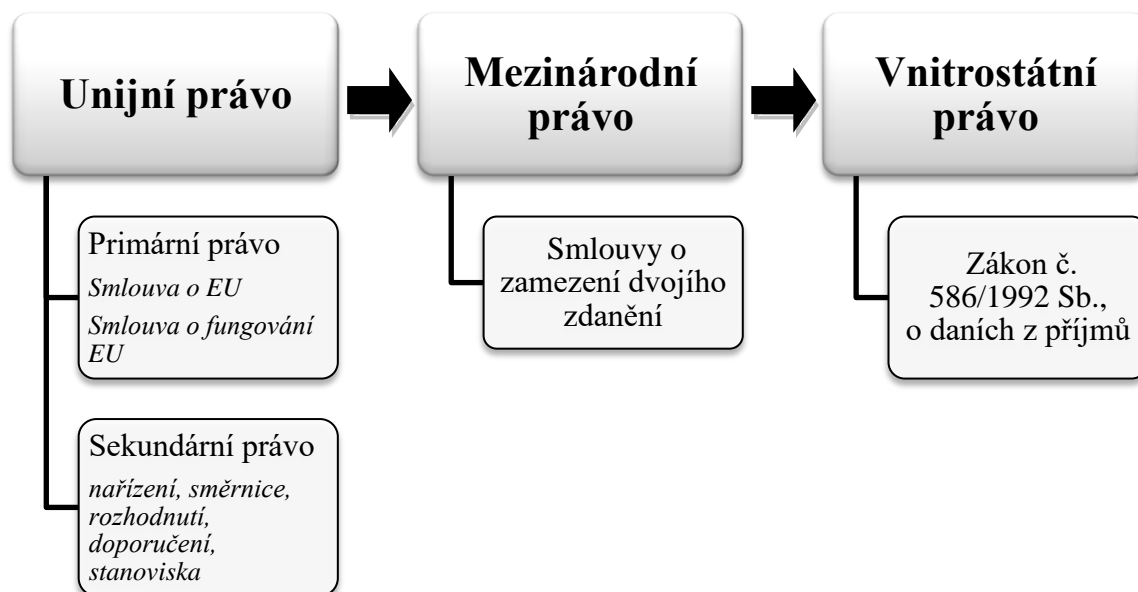 Unijní právo
Mezinárodní
právo
Vnitrostátní
právo
Primární právo
Smlouva o EU
Smlouva o fungování
EU
Sekundární právo
nařízení, směrnice,
rozhodnutí,
doporučení,
stanoviska
Smlouvy o
zamezení dvojího
zdanění
Zákon č.
586/1992 Sb.,
o daních z příjmů